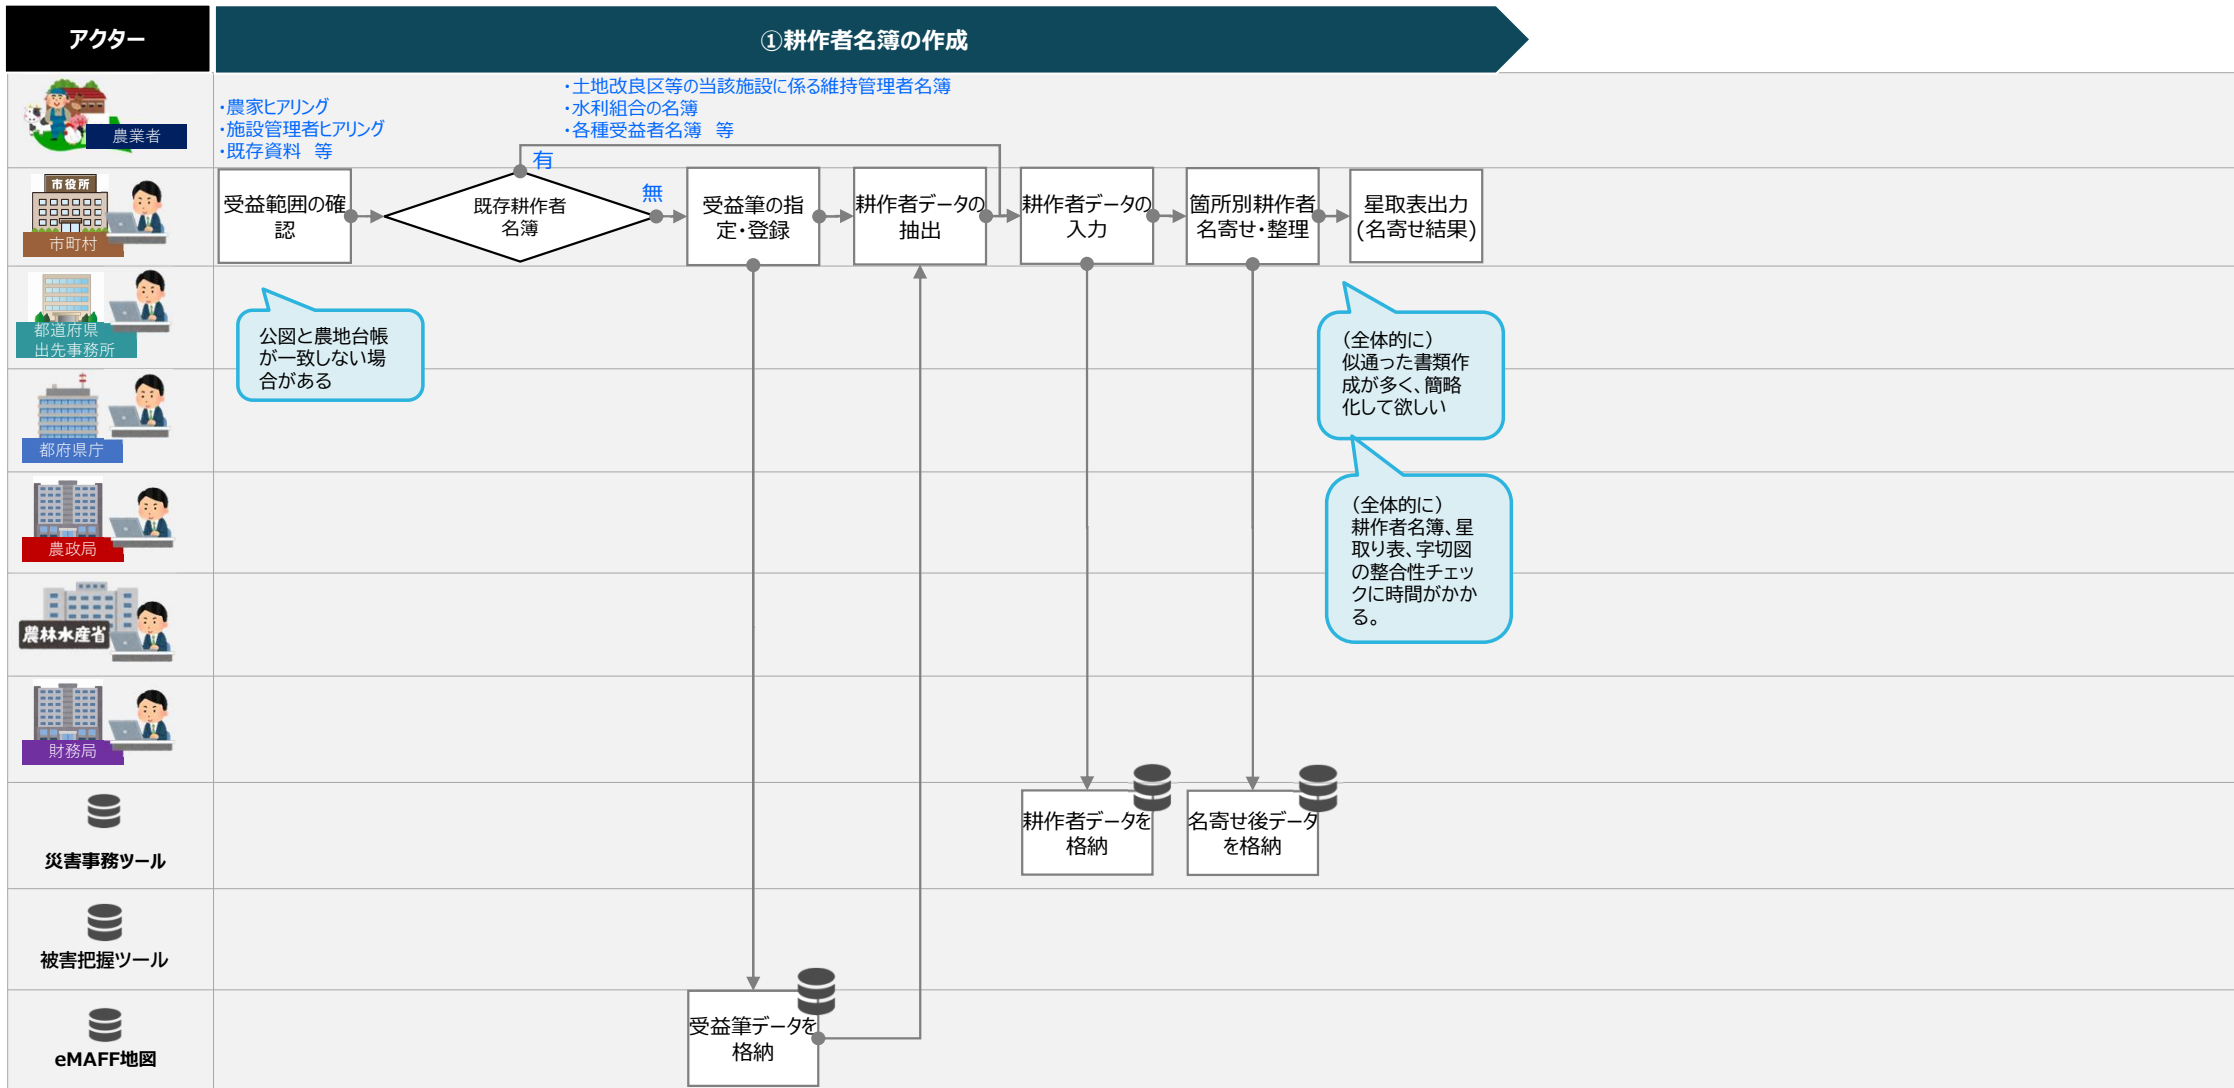 アクター
①耕作者名簿の作成
農業者
・農家ヒアリング
・施設管理者ヒアリング
・既存資料　等
・土地改良区等の当該施設に係る維持管理者名簿
・水利組合の名簿
・各種受益者名簿　等
市役所
市町村
受益範囲の確
認
既存耕作者
名簿
有
無
受益筆の指
定・登録
耕作者データの
抽出
耕作者データの
入力
箇所別耕作者
名寄せ・整理
星取表出力
(名寄せ結果)
都道府県
出先事務所
公図と農地台帳
が一致しない場
合がある
（全体的に）
似通った書類作
成が多く、簡略
化して欲しい
都府県庁
（全体的に）
耕作者名簿、星
取り表、字切図
の整合性チェッ
クに時間がかか
る。
農政局
農林水産省
財務局
災害事務ツール
耕作者データを
格納
名寄せ後データ
を格納
被害把握ツール
eMAFF地図
受益筆データを
格納